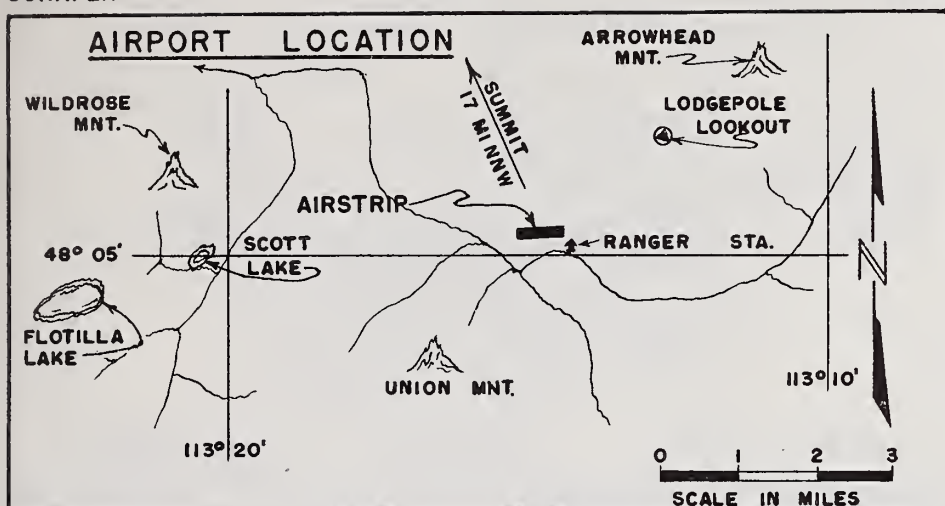 AIRPORT LOCATION
ARROWHEAD
MNT.
WILDROSE
MNT.
SUMMIT
17 MI NNW
LODGEPOLE
LOOKOUT
AIRSTRIP
48° 05'
SCOTT
LAKE
RANGER STA.
N
FLOTILLA
LAKE
UNION MNT.
113° 10'
113° 20'
0 1 2 3
SCALE IN MILES